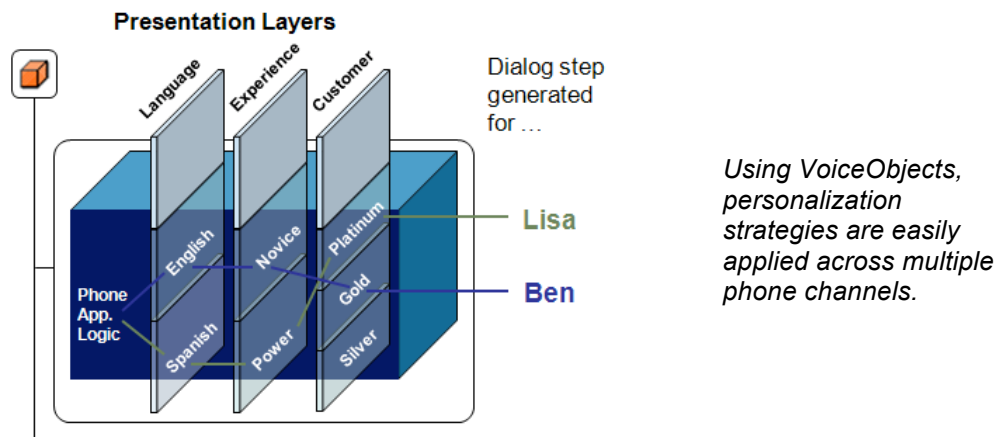 Presentation Layers
Language
Experience
Customer
Dialog step
generated
for ...
English
Novice
Platinum
Gold
Spanish
Power
Silver
Phone
App.
Logic
Lisa
Ben
Using VoiceObjects,
personalization
strategies are easily
applied across multiple
phone channels.